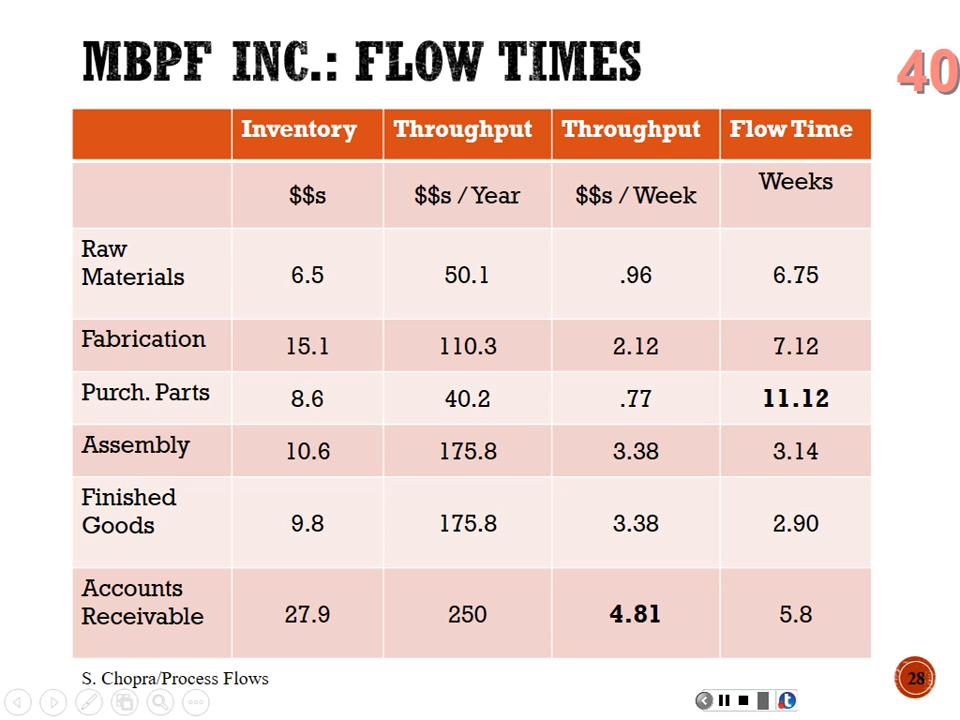 MBPF INC.: FLOW TIMES
40
Inventory Throughput Throughput Flow Time
$$s $$s / Year $$s / Week Weeks
Raw
Materials 6.5 50.1 .96 6.75
Fabrication 15.1 110.3 2.12 7.12
Purch. Parts 8.6 40.2 .77 11.12
Assembly 10.6 175.8 3.38 3.14
Finished
Goods 9.8 175.8 3.38 2.90
Accounts
Receivable 27.9 250 4.81 5.8
S. Chopra/Process Flows
28
t